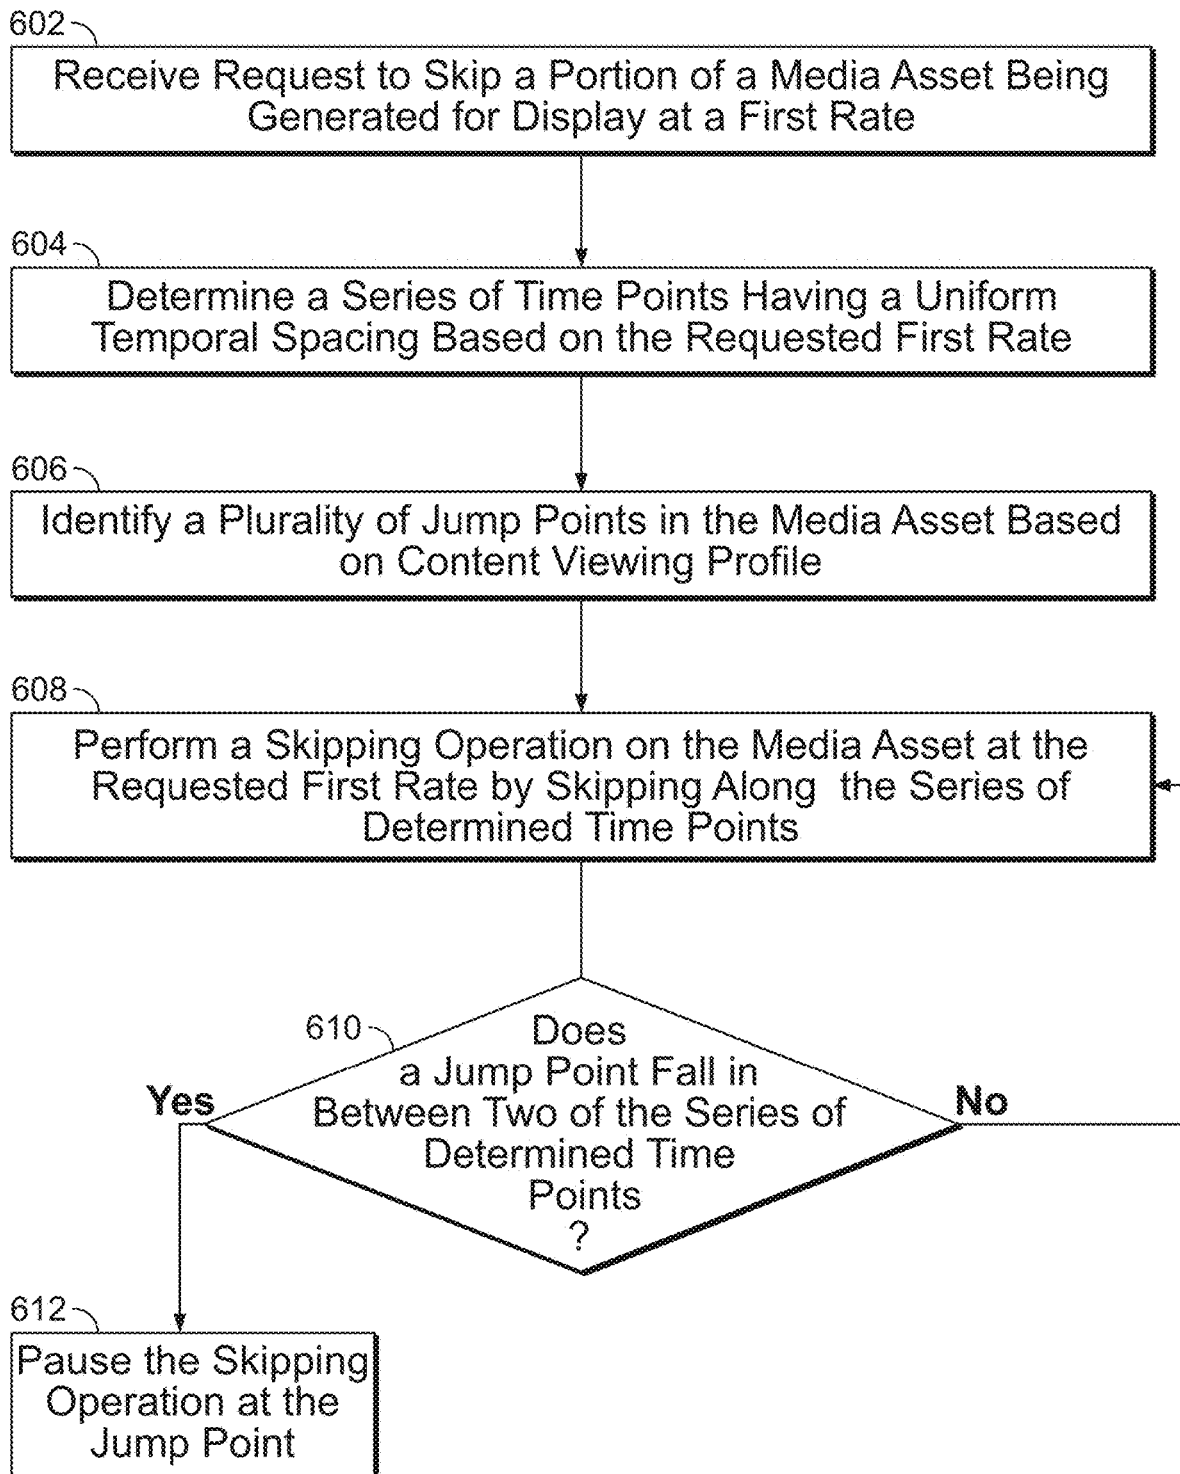 602
Receive Request to Skip a Portion of a Media Asset Being
Generated for Display at a First Rate
604
Determine a Series of Time Points Having a Uniform
Temporal Spacing Based on the Requested First Rate
606
Identify a Plurality of Jump Points in the Media Asset Based
on Content Viewing Profile
608
Perform a Skipping Operation on the Media Asset at the
Requested First Rate by Skipping Along the Series of
Determined Time Points
610
Does
a Jump Point Fall in
Between Two of the Series of
Determined Time
Points
?
Yes
No
612
Pause the Skipping
Operation at the
Jump Point